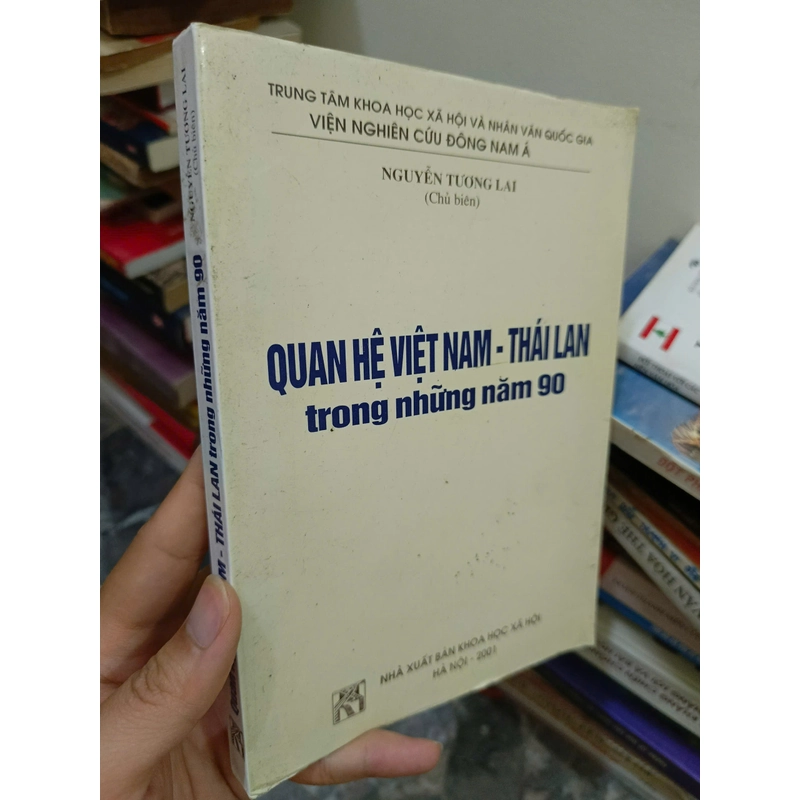 TRUNG TÂM KHOA HỌC XÃ HỘI VÀ NHÂN VĂN QUỐC GIA
VIỆN NGHIÊN CỨU ĐÔNG NAM Á
NGUYỄN TƯƠNG LAI
(Chủ biên)
QUAN HỆ VIỆT NAM - THÁI LAN
trong những năm 90
NHÀ XUẤT BẢN KHOA HỌC XÃ HỘI
HÀ NỘI - 2001
NGUYỄN TƯƠNG LAI
(Chủ biên)
M - THÁI LAN trong những năm 90